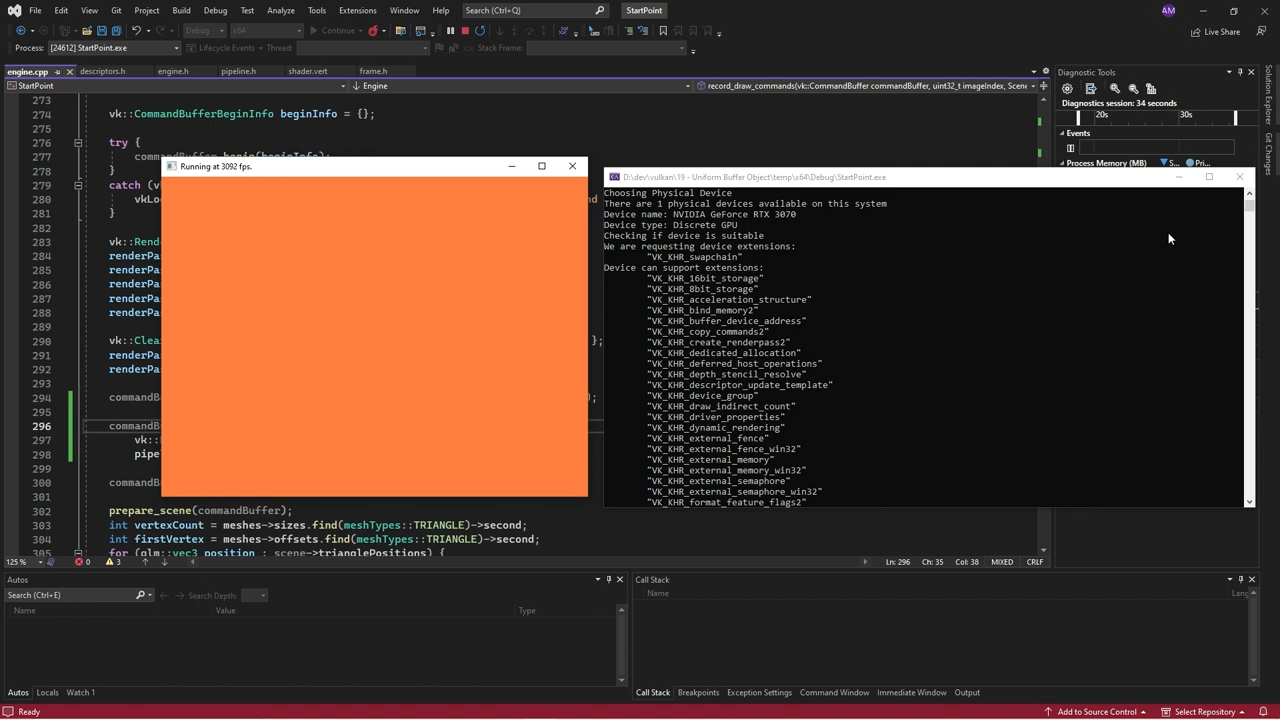 File Edit View Git Project Build Debug Test Analyze Tools Extensions Window Help Search (Ctrl+Q) StartPoint AM
Debug x64 Continue Live Share
Process: [24612] StartPoint.exe Lifecycle Events Thread: Stack Frame:
engine.cpp descriptors.h engine.h pipeline.h shader.vert frame.h
StartPoint Engine record_draw_commands(vk::CommandBuffer commandBuffer, uint32_t imageIndex, Scene
273
274 vk::CommandBufferBeginInfo beginInfo = {};
275
276 try {
277
278 }
279 catch (v
280 vkLo
281 }
282
283 vk::Rend
284 renderPa
285 renderPa
286 renderPa
287 renderPa
288 renderPa
289
290 vk::Clea };
291 renderPa
292 renderPa
293
294 commandB );
295
296 commandB
297 vk::
298 pipe
299
300 commandB
301
302 prepare_scene(commandBuffer);
303 int vertexCount = meshes->sizes.find(meshTypes::TRIANGLE)->second;
304 int firstVertex = meshes->offsets.find(meshTypes::TRIANGLE)->second;
305 for (glm::vec3 position : scene->trianglePositions) {
Running at 3092 fps.
D:\dev\vulkan\19 - Uniform Buffer Object\temp\x64\Debug\StartPoint.exe
Choosing Physical Device
There are 1 physical devices available on this system
Device name: NVIDIA GeForce RTX 3070
Device type: Discrete GPU
Checking if device is suitable
We are requesting device extensions:
"VK_KHR_swapchain"
Device can support extensions:
"VK_KHR_16bit_storage"
"VK_KHR_8bit_storage"
"VK_KHR_acceleration_structure"
"VK_KHR_bind_memory2"
"VK_KHR_buffer_device_address"
"VK_KHR_copy_commands2"
"VK_KHR_create_renderpass2"
"VK_KHR_dedicated_allocation"
"VK_KHR_deferred_host_operations"
"VK_KHR_depth_stencil_resolve"
"VK_KHR_descriptor_update_template"
"VK_KHR_device_group"
"VK_KHR_draw_indirect_count"
"VK_KHR_driver_properties"
"VK_KHR_dynamic_rendering"
"VK_KHR_external_fence"
"VK_KHR_external_fence_win32"
"VK_KHR_external_memory"
"VK_KHR_external_memory_win32"
"VK_KHR_external_semaphore"
"VK_KHR_external_semaphore_win32"
"VK_KHR_format_feature_flags2"
Diagnostic Tools
Diagnostics session: 34 seconds
20s 30s
Events
Process Memory (MB) S... Pri...
Solution Explorer
Git Changes
125 % 0 3 Ln: 296 Ch: 35 Col: 38 MIXED CRLF
Autos
Search (Ctrl+E) Search Depth:
Name Value Type
Autos Locals Watch 1
Call Stack
Name Lang
Call Stack Breakpoints Exception Settings Command Window Immediate Window Output
Ready Add to Source Control Select Repository